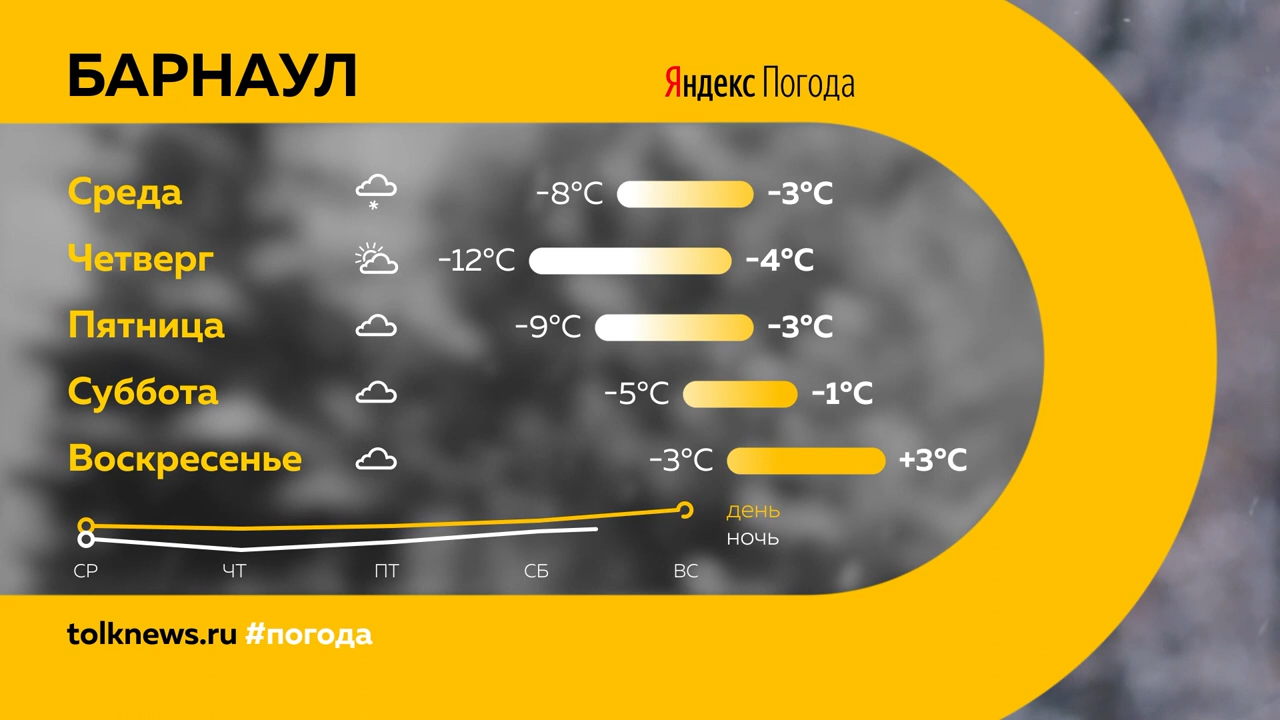 БАРНАУЛ
Яндекс Погода
Среда -8°C -3°C
Четверг -12°C -4°C
Пятница -9°C -3°C
Суббота -5°C -1°C
Воскресенье -3°C +3°C
день
ночь
СР ЧТ ПТ СБ ВС
tolknews.ru #погода